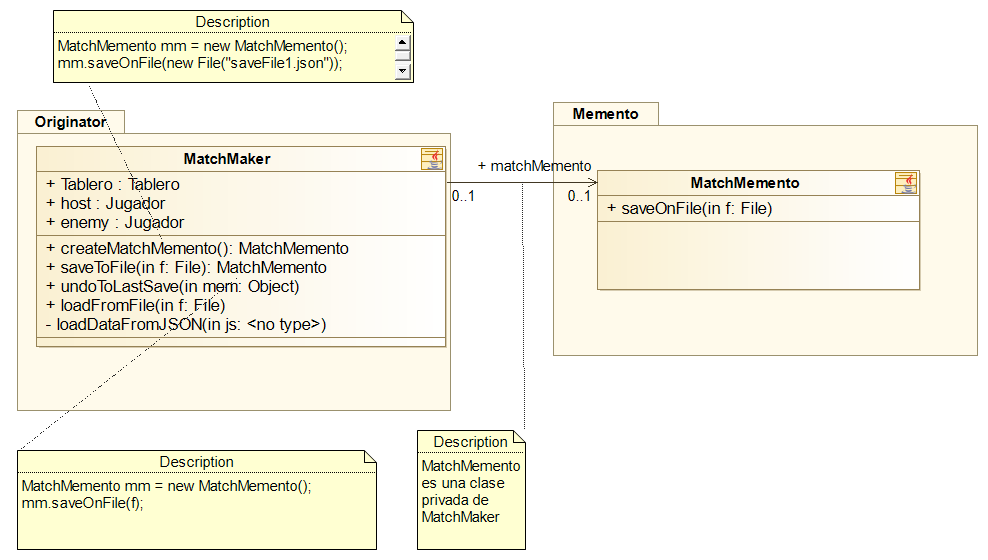 Description
MatchMemento mm = new MatchMemento();
mm.saveOnFile(new File("saveFile1.json"));
Originator
MatchMaker
+ Tablero : Tablero
+ host : Jugador
+ enemy : Jugador
+ createMatchMemento(): MatchMemento
+ saveToFile(in f: File): MatchMemento
+ undoToLastSave(in mem: Object)
+ loadFromFile(in f: File)
- loadDataFromJSON(in js: <no type>)
+ matchMemento
0..1
0..1
Memento
MatchMemento
+ saveOnFile(in f: File)
Description
MatchMemento mm = new MatchMemento();
mm.saveOnFile(f);
Description
MatchMemento
es una clase
privada de
MatchMaker